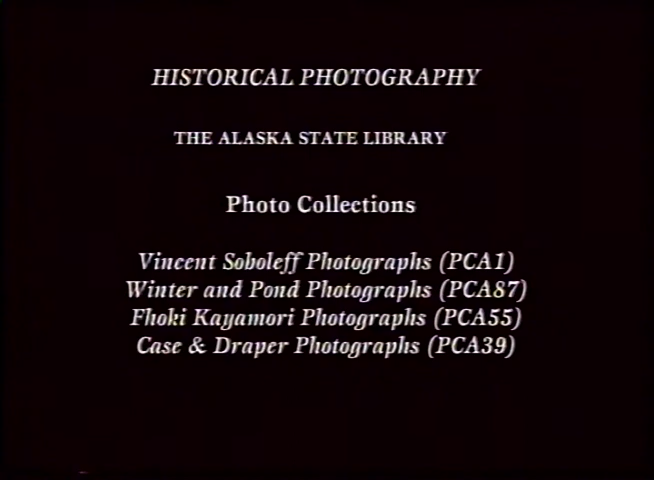 HISTORICAL PHOTOGRAPHY
THE ALASKA STATE LIBRARY
Photo Collections
Vincent Soboleff Photographs (PCA1)
Winter and Pond Photographs (PCA87)
Fhoki Kayamori Photographs (PCA55)
Case & Draper Photographs (PCA39)